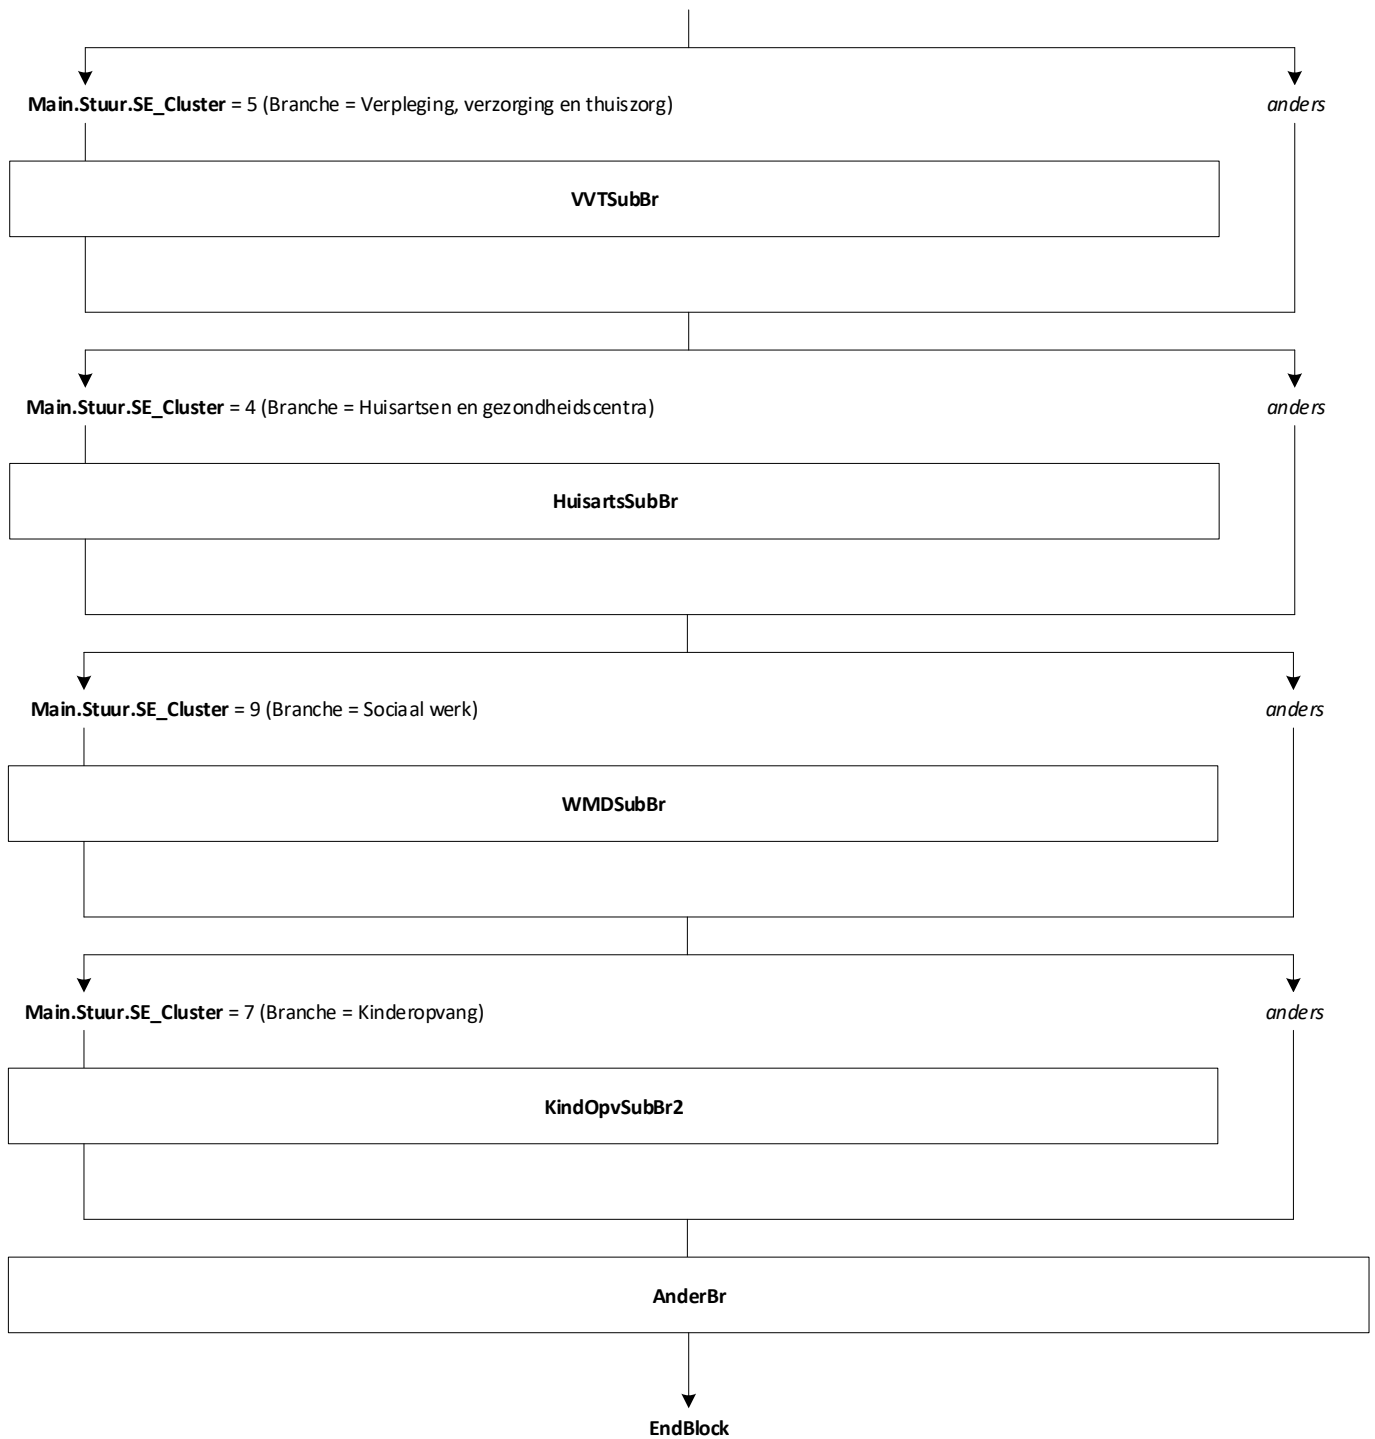 Main.Stuur.SE_Cluster = 5 (Branche = Verpleging, verzorging en thuiszorg) anders
VVTSubBr
Main.Stuur.SE_Cluster = 4 (Branche = Huisartsen en gezondheidscentra) anders
HuisartsSubBr
Main.Stuur.SE_Cluster = 9 (Branche = Sociaal werk) anders
WMDSubBr
Main.Stuur.SE_Cluster = 7 (Branche = Kinderopvang) anders
KindOpvSubBr2
AnderBr
EndBlock